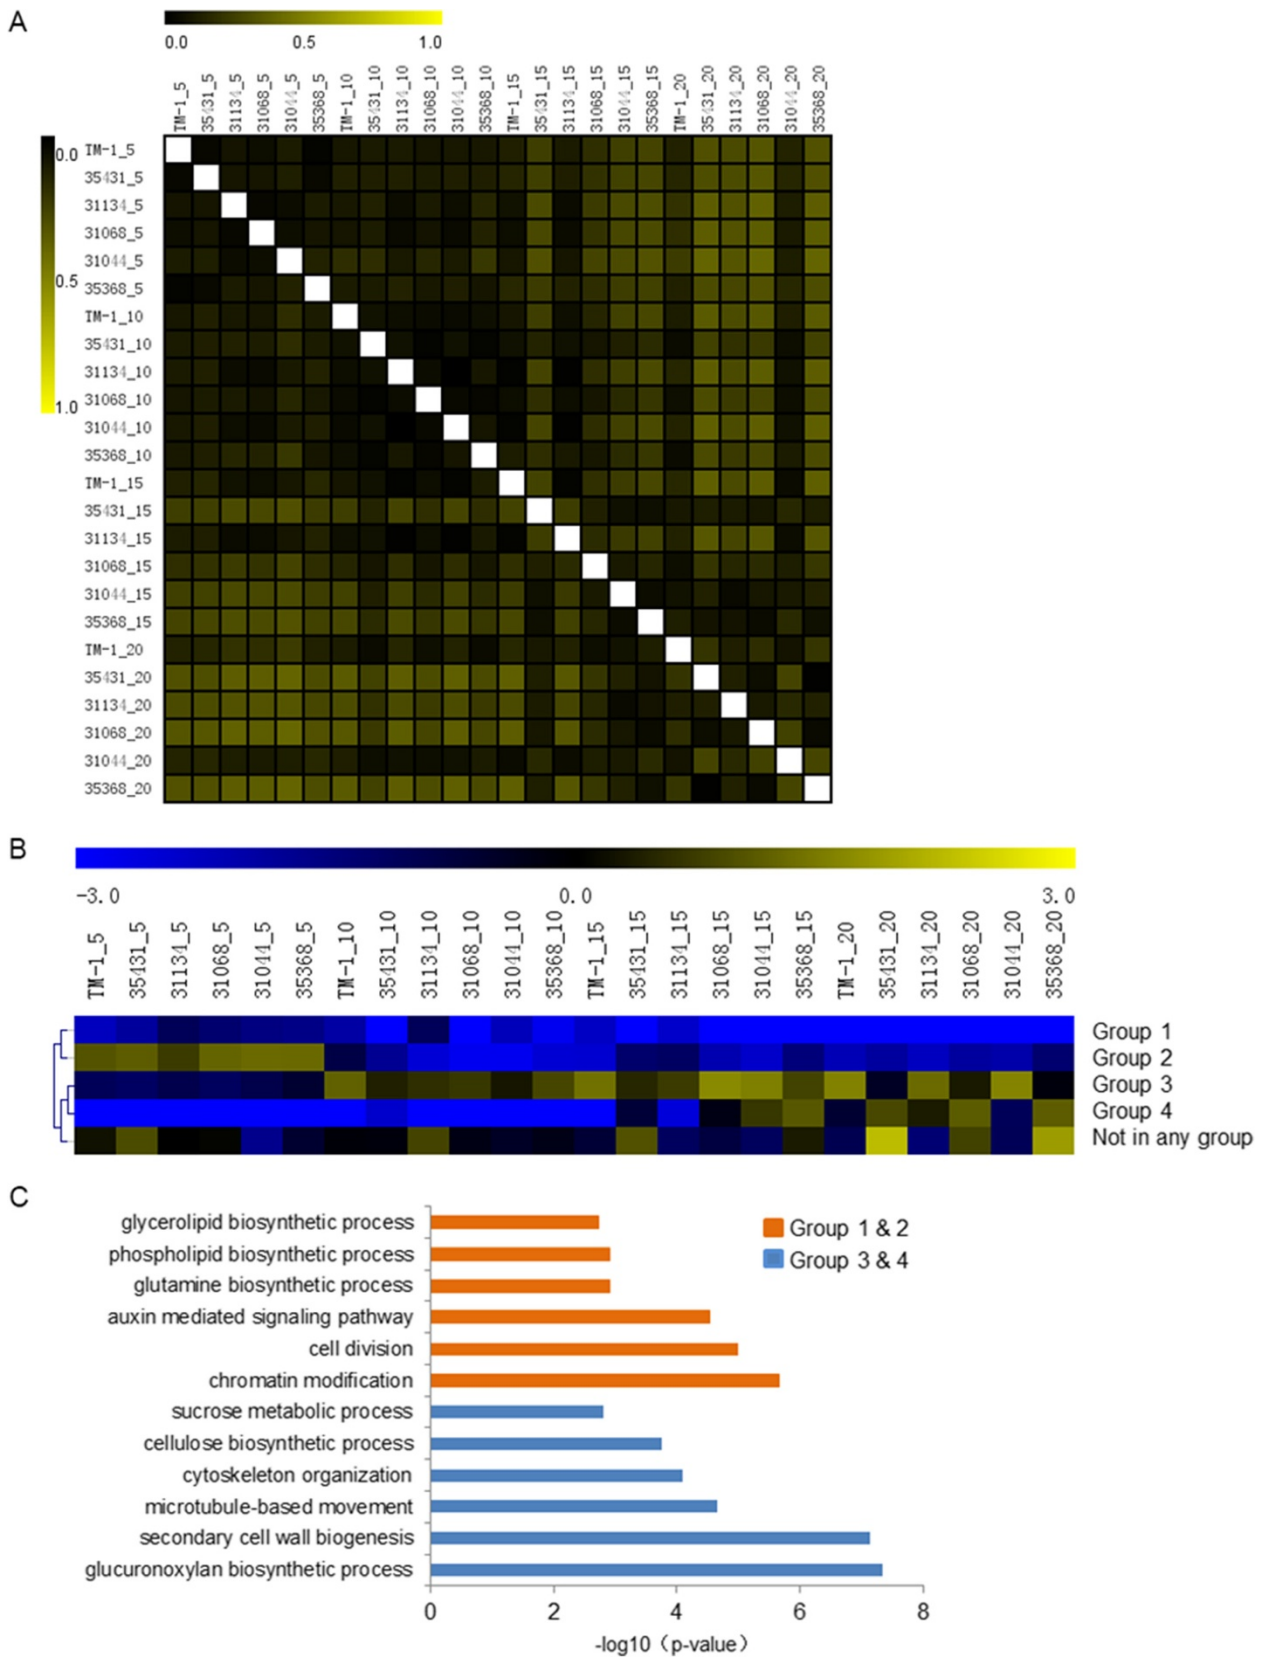 A
0.0 0.5 1.0
TM-1_5 35431_5 31134_5 31068_5 31044_5 35368_5 TM-1_10 35431_10 31134_10 31068_10 31044_10 35368_10 TM-1_15 35431_15 31134_15 31068_15 31044_15 35368_15 TM-1_20 35431_20 31134_20 31068_20 31044_20 35368_20
0.0
0.5
1.0
TM-1_5
35431_5
31134_5
31068_5
31044_5
35368_5
TM-1_10
35431_10
31134_10
31068_10
31044_10
35368_10
TM-1_15
35431_15
31134_15
31068_15
31044_15
35368_15
TM-1_20
35431_20
31134_20
31068_20
31044_20
35368_20
B
-3.0 0.0 3.0
TM-1_5 35431_5 31134_5 31068_5 31044_5 35368_5 TM-1_10 35431_10 31134_10 31068_10 31044_10 35368_10 TM-1_15 35431_15 31134_15 31068_15 31044_15 35368_15 TM-1_20 35431_20 31134_20 31068_20 31044_20 35368_20
Group 1
Group 2
Group 3
Group 4
Not in any group
C
glycerolipid biosynthetic process
phospholipid biosynthetic process
glutamine biosynthetic process
auxin mediated signaling pathway
cell division
chromatin modification
sucrose metabolic process
cellulose biosynthetic process
cytoskeleton organization
microtubule-based movement
secondary cell wall biogenesis
glucuronoxylan biosynthetic process
Group 1 & 2
Group 3 & 4
0 2 4 6 8
-log10（p-value）